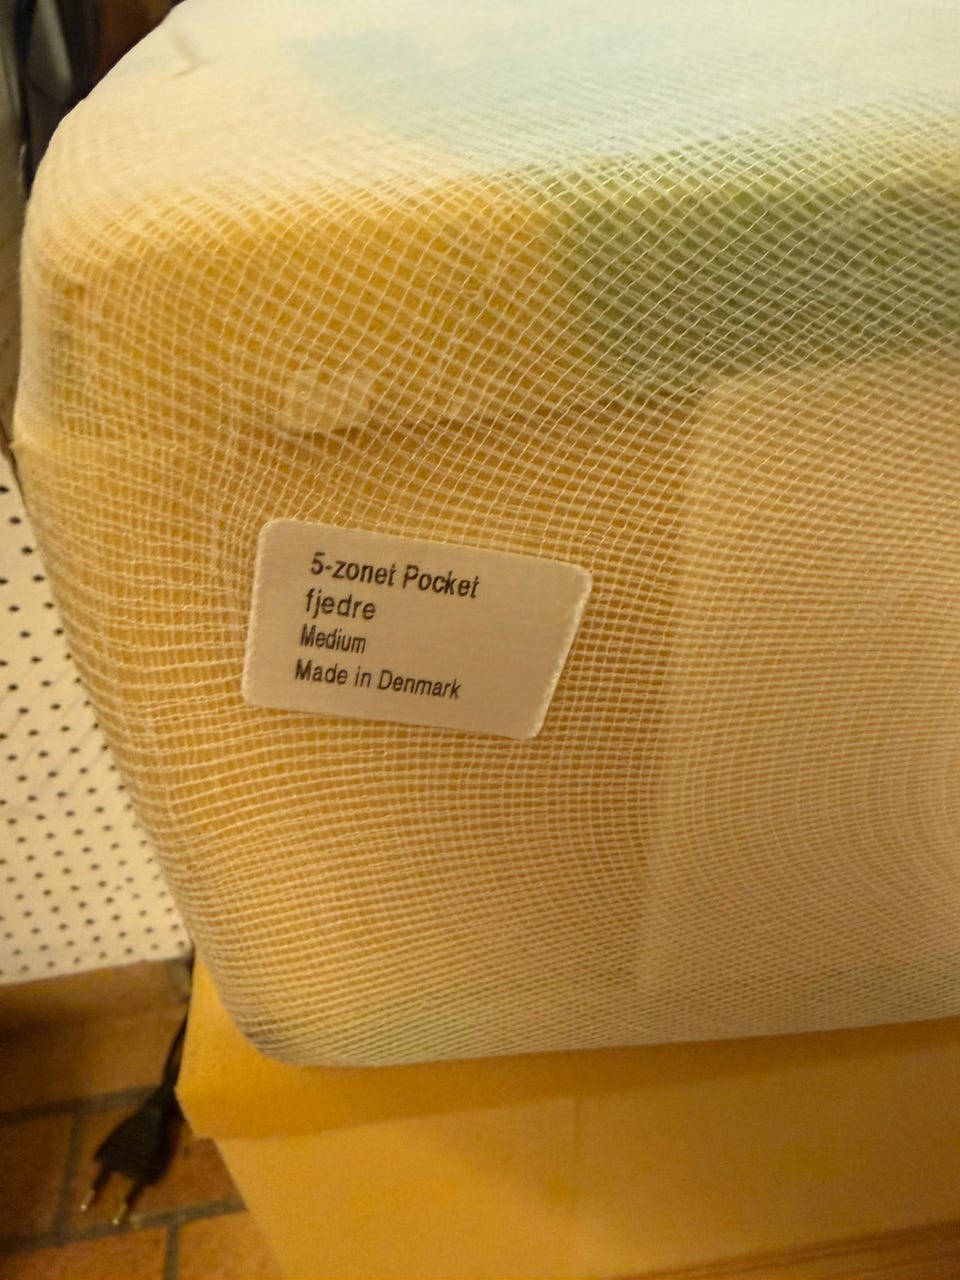 5-zonet Pocket
fjedre
Medium
Made in Denmark